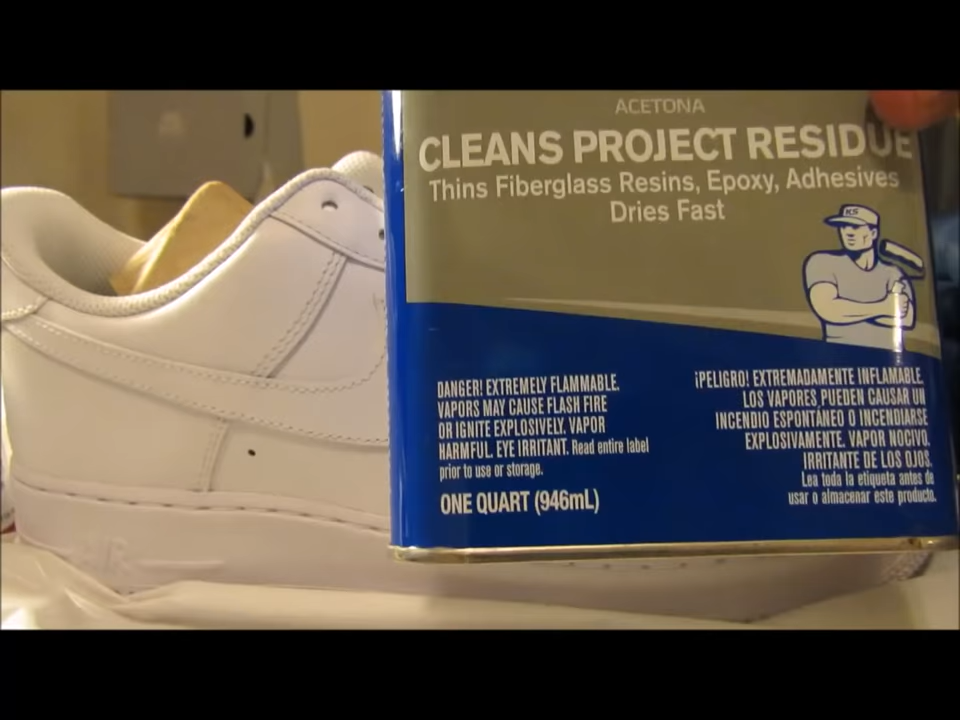 ACETONA
CLEANS PROJECT RESIDUE
Thins Fiberglass Resins, Epoxy, Adhesives
Dries Fast
KS
DANGER! EXTREMELY FLAMMABLE.
VAPORS MAY CAUSE FLASH FIRE
OR IGNITE EXPLOSIVELY. VAPOR
HARMFUL. EYE IRRITANT. Read entire label
prior to use or storage.
ONE QUART (946mL)
¡PELIGRO! EXTREMADAMENTE INFLAMABLE.
LOS VAPORES PUEDEN CAUSAR UN
INCENDIO ESPONTÁNEO O INCENDIARSE
EXPLOSIVAMENTE. VAPOR NOCIVO.
IRRITANTE DE LOS OJOS.
Lea toda la etiqueta antes de
usar o almacenar este producto.
AIR